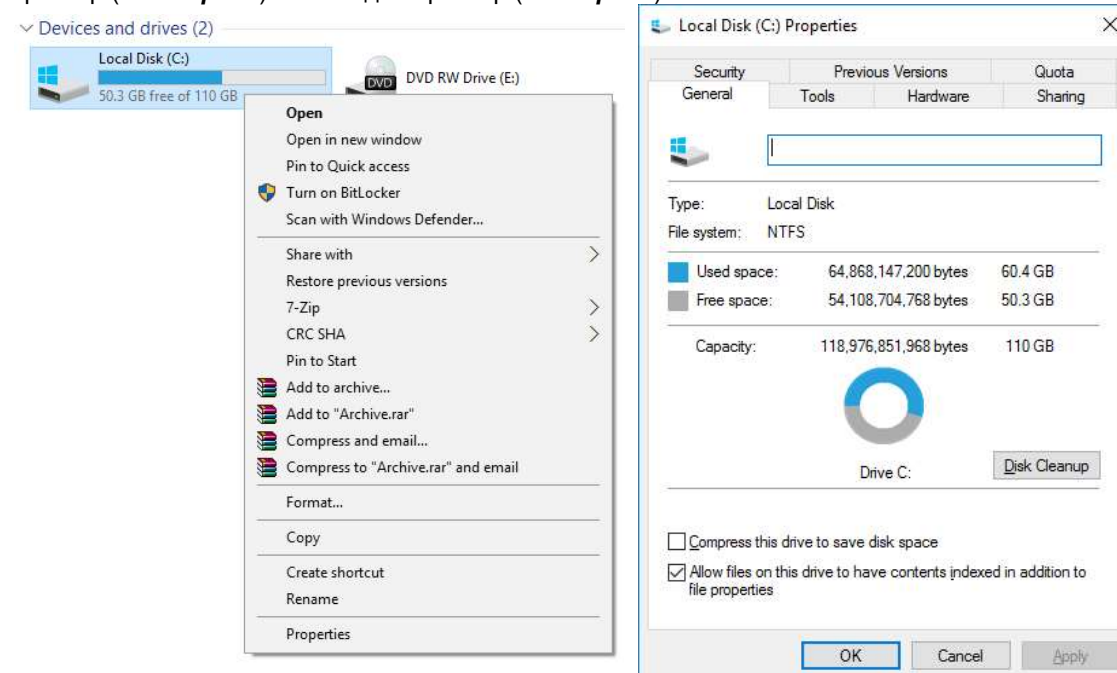 Devices and drives (2)
Local Disk (C:)
50.3 GB free of 110 GB
DVD
DVD RW Drive (E:)
Open
Open in new window
Pin to Quick access
Turn on BitLocker
Scan with Windows Defender...
Share with
Restore previous versions
7-Zip
CRC SHA
Pin to Start
Add to archive...
Add to "Archive.rar"
Compress and email...
Compress to "Archive.rar" and email
Format...
Copy
Create shortcut
Rename
Properties
Local Disk (C:) Properties
Security Previous Versions Quota
General Tools Hardware Sharing
Type: Local Disk
File system: NTFS
Used space: 64,868,147,200 bytes 60.4 GB
Free space: 54,108,704,768 bytes 50.3 GB
Capacity: 118,976,851,968 bytes 110 GB
Drive C:
Disk Cleanup
Compress this drive to save disk space
Allow files on this drive to have contents indexed in addition to
file properties
OK Cancel Apply